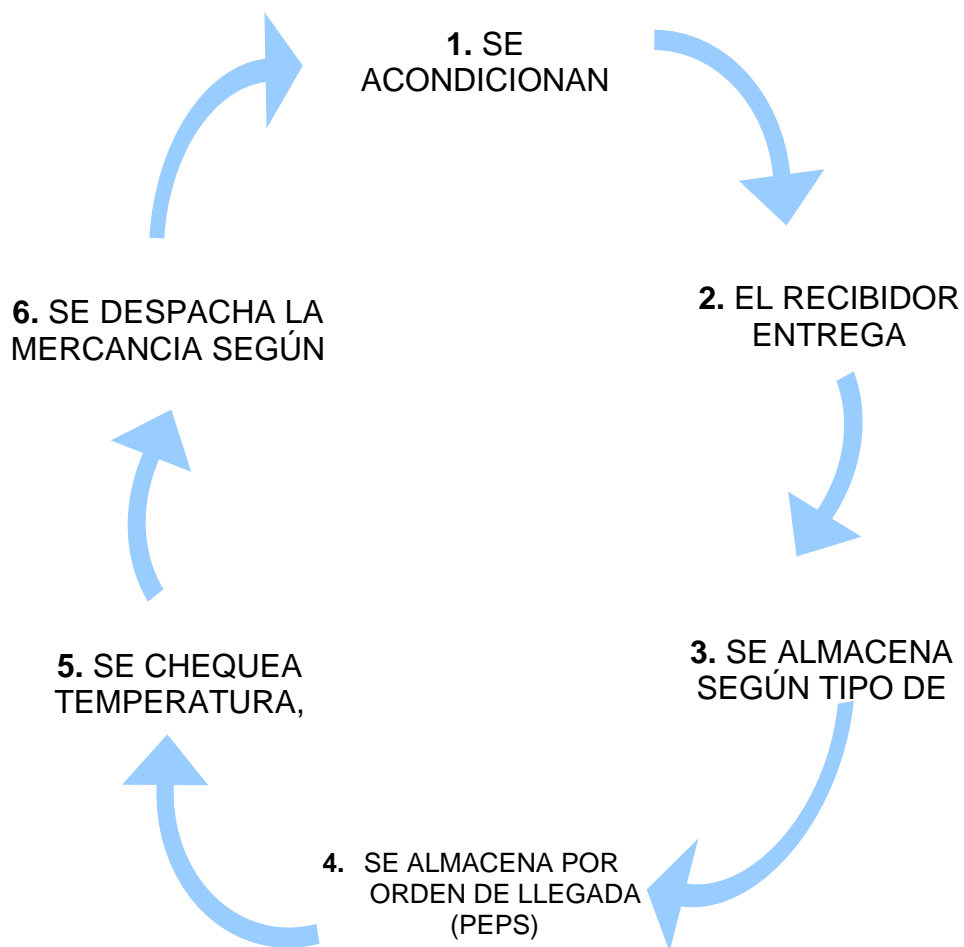 1. SE
ACONDICIONAN
2. EL RECIBIDOR
ENTREGA
3. SE ALMACENA
SEGÚN TIPO DE
4. SE ALMACENA POR
ORDEN DE LLEGADA
(PEPS)
5. SE CHEQUEA
TEMPERATURA,
6. SE DESPACHA LA
MERCANCIA SEGÚN